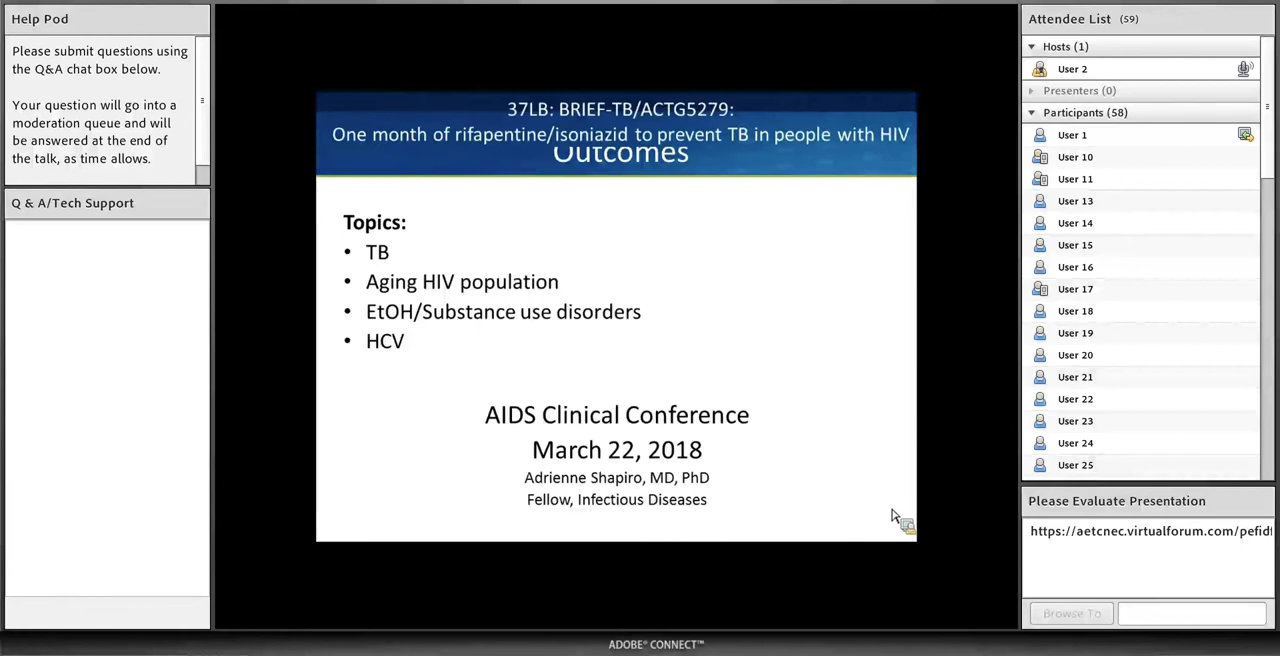 Help Pod
Please submit questions using
the Q&A chat box below.
Your question will go into a
moderation queue and will
be answered at the end of
the talk, as time allows.
Q & A/Tech Support
37LB: BRIEF-TB/ACTG5279:
One month of rifapentine/isoniazid to prevent TB in people with HIV
Outcomes
Topics:
• TB
• Aging HIV population
• EtOH/Substance use disorders
• HCV
AIDS Clinical Conference
March 22, 2018
Adrienne Shapiro, MD, PhD
Fellow, Infectious Diseases
Attendee List (59)
Hosts (1)
User 2
Presenters (0)
Participants (58)
User 1
User 10
User 11
User 13
User 14
User 15
User 16
User 17
User 18
User 19
User 20
User 21
User 22
User 23
User 24
User 25
Please Evaluate Presentation
https://aetcnec.virtualforum.com/pefidf
Browse To
ADOBE® CONNECT™